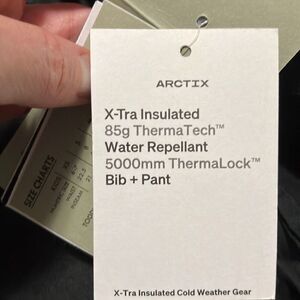 ARCTIX
X-Tra Insulated
85g ThermaTech™
Water Repellant
5000mm ThermaLock™
Bib + Pant
X-Tra Insulated Cold Weather Gear
SIZE CHARTS